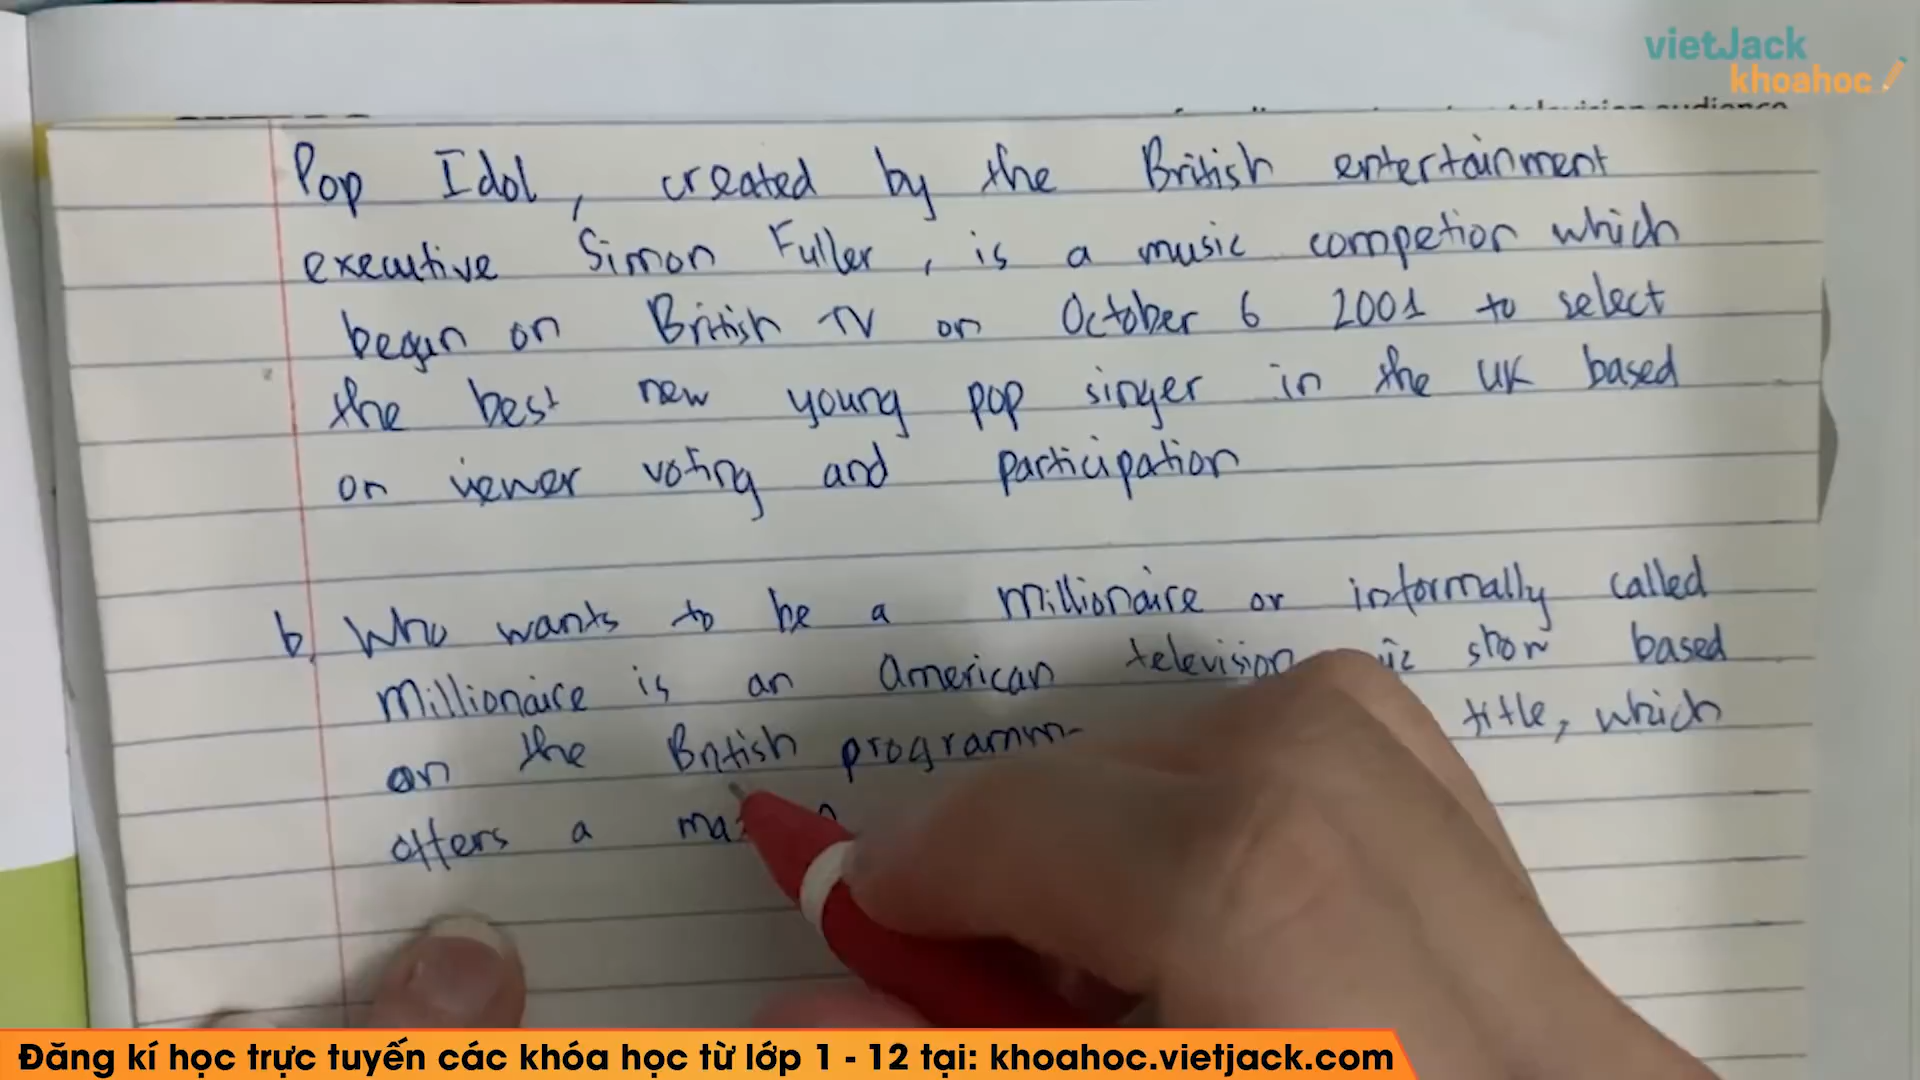 vietJack
khoahoc
television audience
Pop Idol, created by the British entertainment
executive Simon Fuller, is a music competion which
began on British TV on October 6 2001 to select
the best new young pop singer in the UK based
on viewer voting and participation
b, Who wants to be a Millionaire or informally called
Millionaire is an American television show based
on the British title, which
offers a
Đăng kí học trực tuyến các khóa học từ lớp 1 - 12 tại: khoahoc.vietjack.com